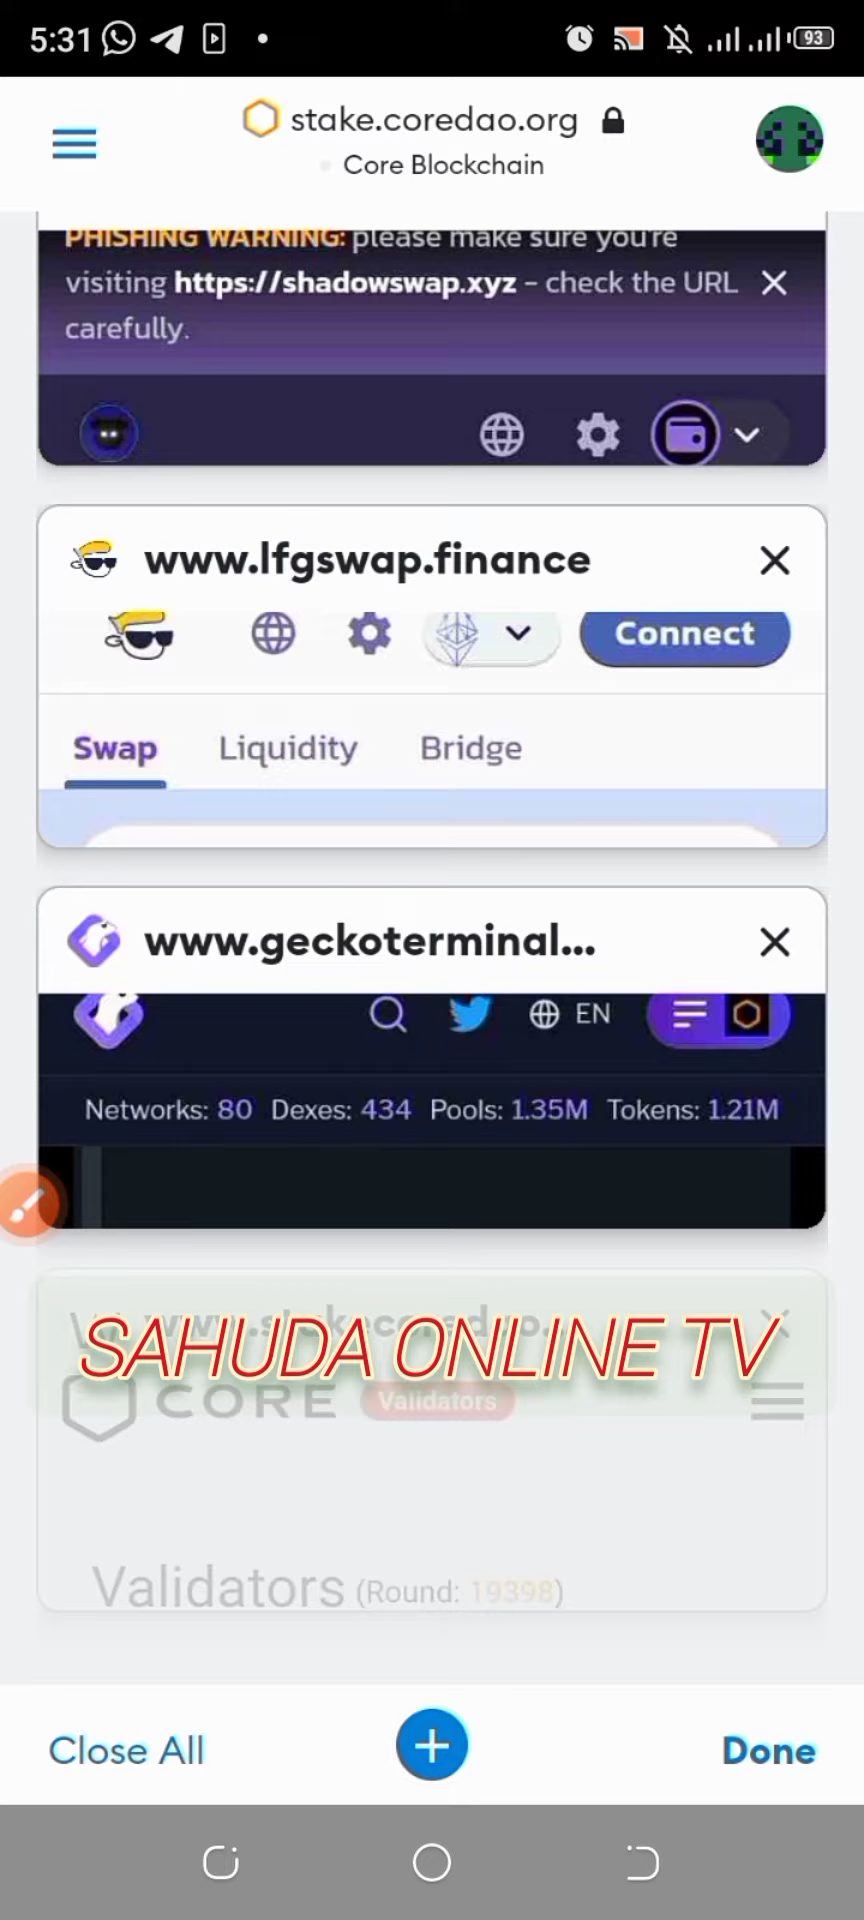 5:31
93
stake.coredao.org
Core Blockchain
PHISHING WARNING: please make sure you're
visiting https://shadowswap.xyz - check the URL
carefully.
www.lfgswap.finance
Connect
Swap Liquidity Bridge
www.geckoterminal...
EN
Networks: 80 Dexes: 434 Pools: 1.35M Tokens: 1.21M
SAHUDA ONLINE TV
CORE Validators
Validators (Round: 19398)
Close All
Done